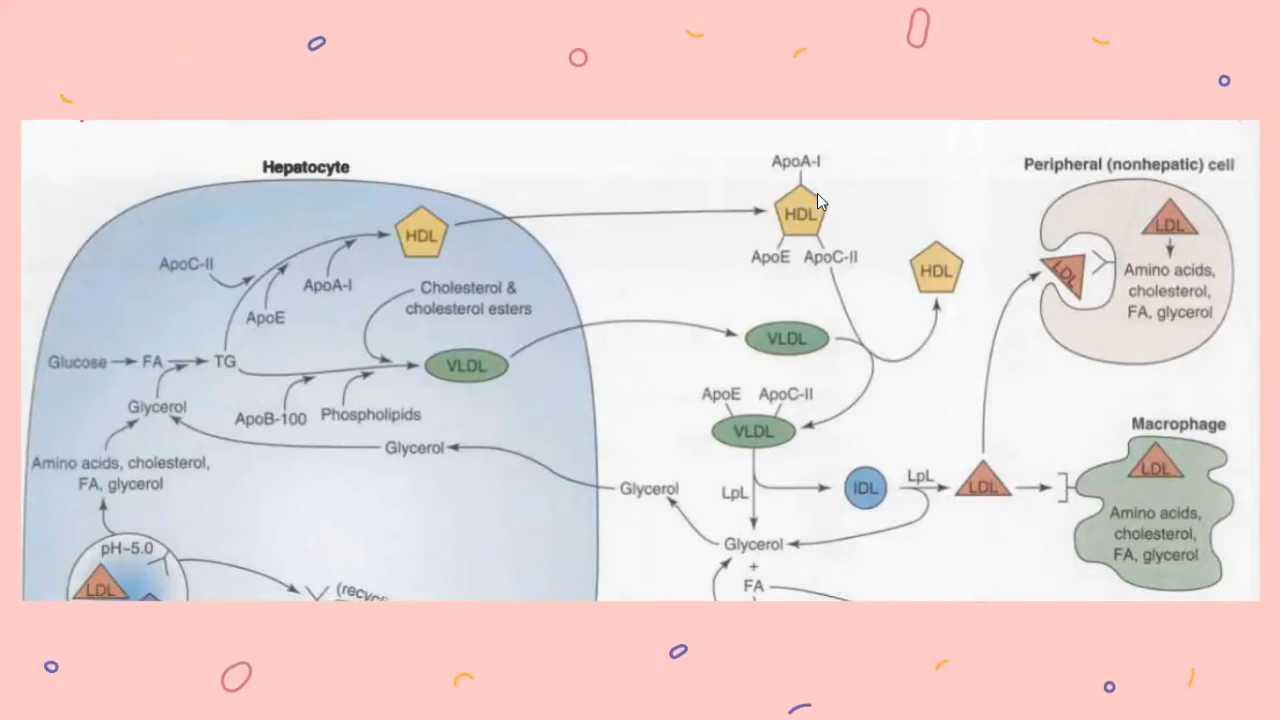 Hepatocyte
ApoA-I
Peripheral (nonhepatic) cell
HDL
HDL
LDL
ApoC-II
ApoA-I
ApoE
Cholesterol &
cholesterol esters
ApoE
ApoC-II
HDL
LDL
Amino acids,
cholesterol,
FA, glycerol
Glucose
FA
TG
VLDL
VLDL
Glycerol
ApoB-100
Phospholipids
ApoE
ApoC-II
VLDL
Macrophage
Glycerol
Amino acids, cholesterol,
FA, glycerol
Glycerol
LpL
IDL
LpL
LDL
LDL
Amino acids,
cholesterol,
FA, glycerol
pH~5.0
Glycerol
+
FA
LDL